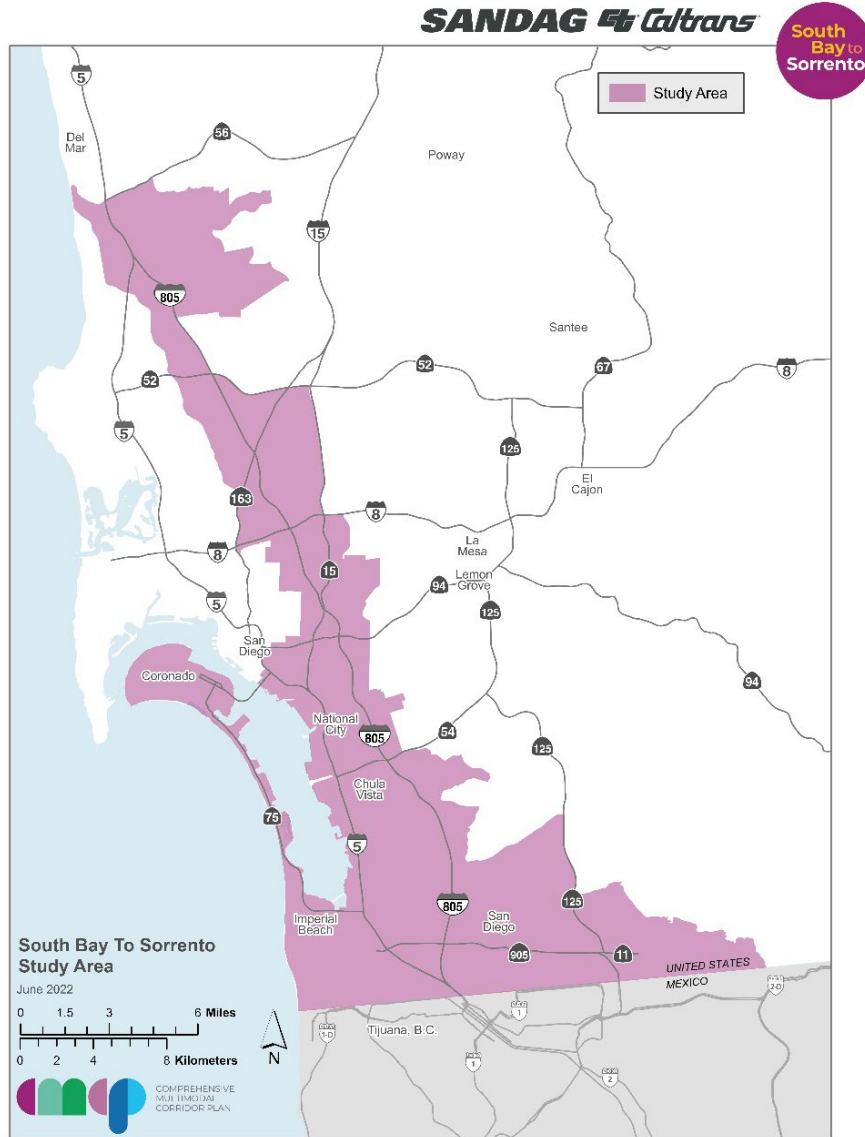 SANDAG Caltrans
South
Bay to
Sorrento
Study Area
5
Del
Mar
56
Poway
15
805
Santee
52
52
67
8
5
125
163
El
Cajon
8
La
Mesa
8
15
Lemon
Grove
94
5
125
San
Diego
Coronado
94
National
City
805
54
125
Chula
Vista
75
5
805
125
San
Diego
Imperial
Beach
905
11
South Bay To Sorrento
Study Area
June 2022
UNITED STATES
MEXICO
2-D
0 1.5 3 6 Miles
0 2 4 8 Kilometers
N
1-D
Tijuana, B.C.
1
1
2
COMPREHENSIVE
MULTIMODAL
CORRIDOR PLAN